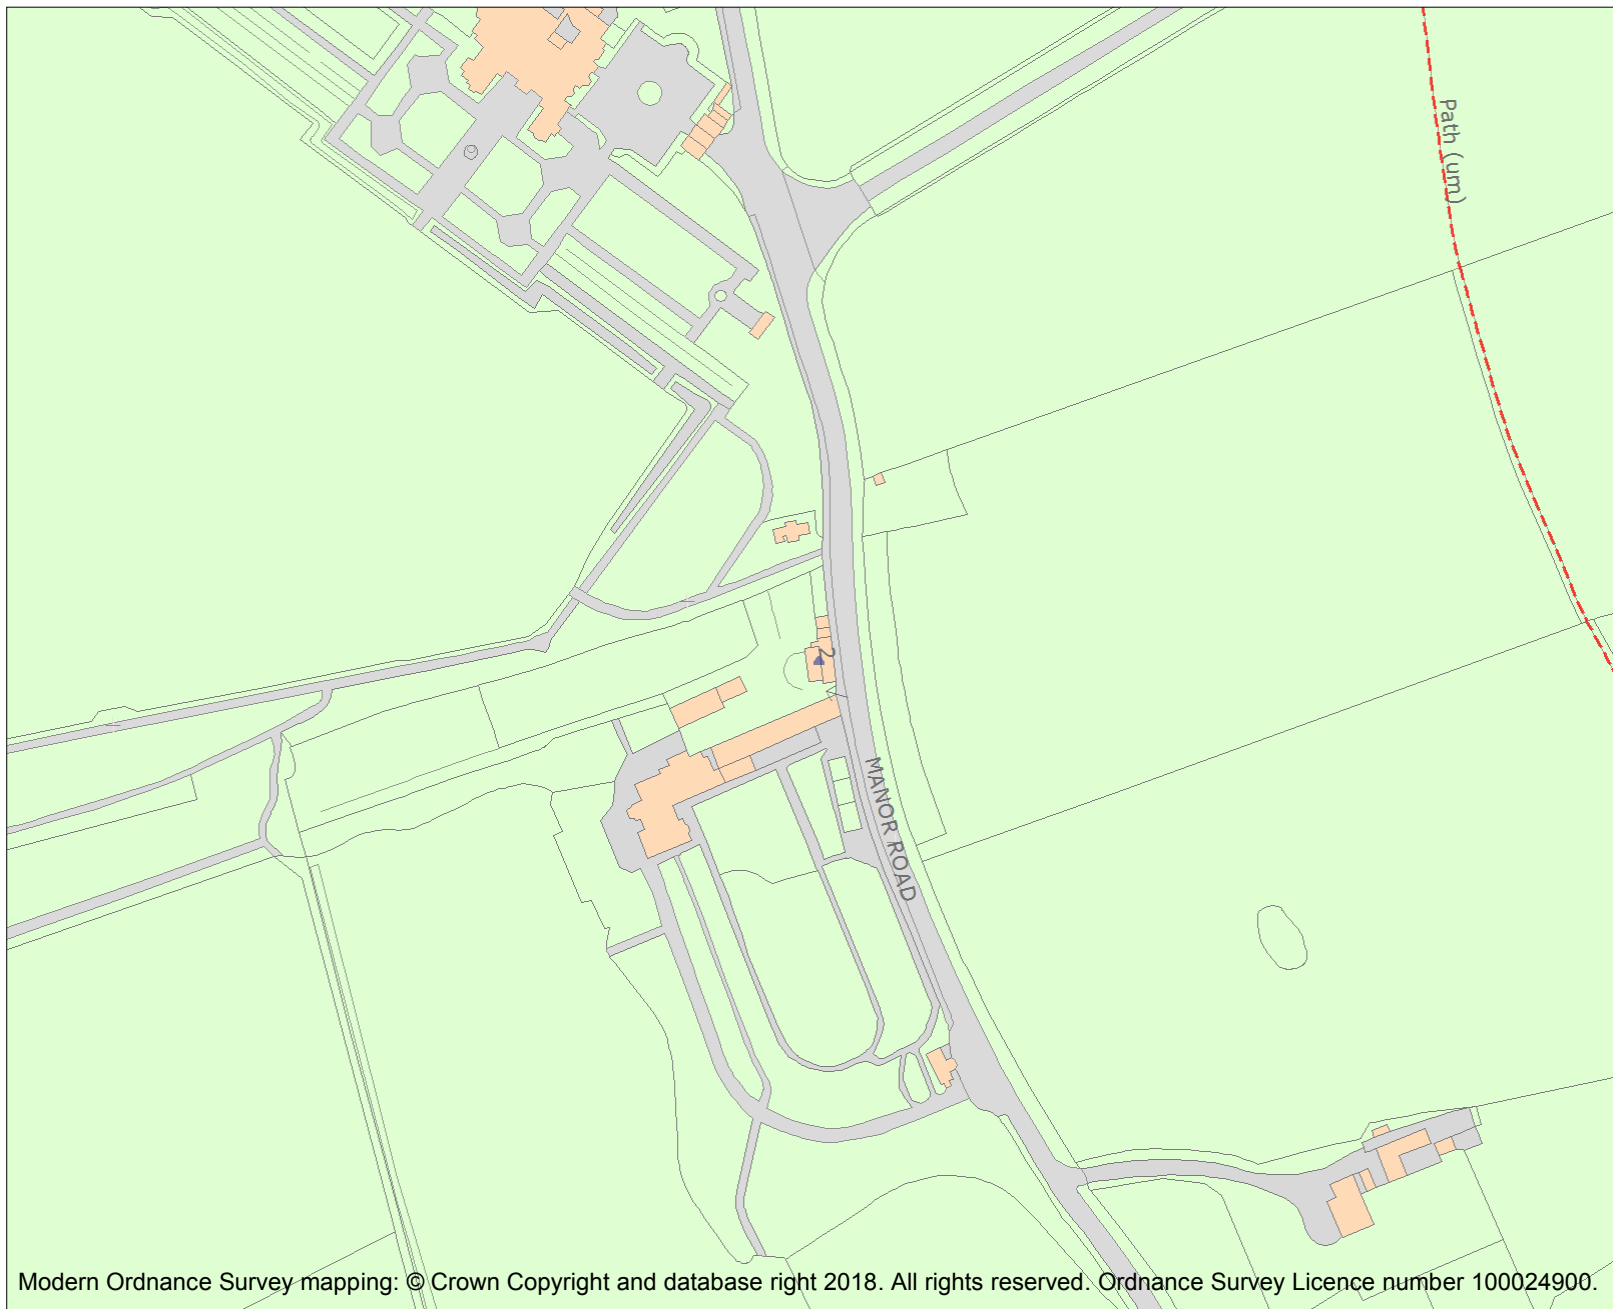 Path (um)
2
MANOR ROAD
Modern Ordnance Survey mapping: © Crown Copyright and database right 2018. All rights reserved. Ordnance Survey Licence number 100024900.